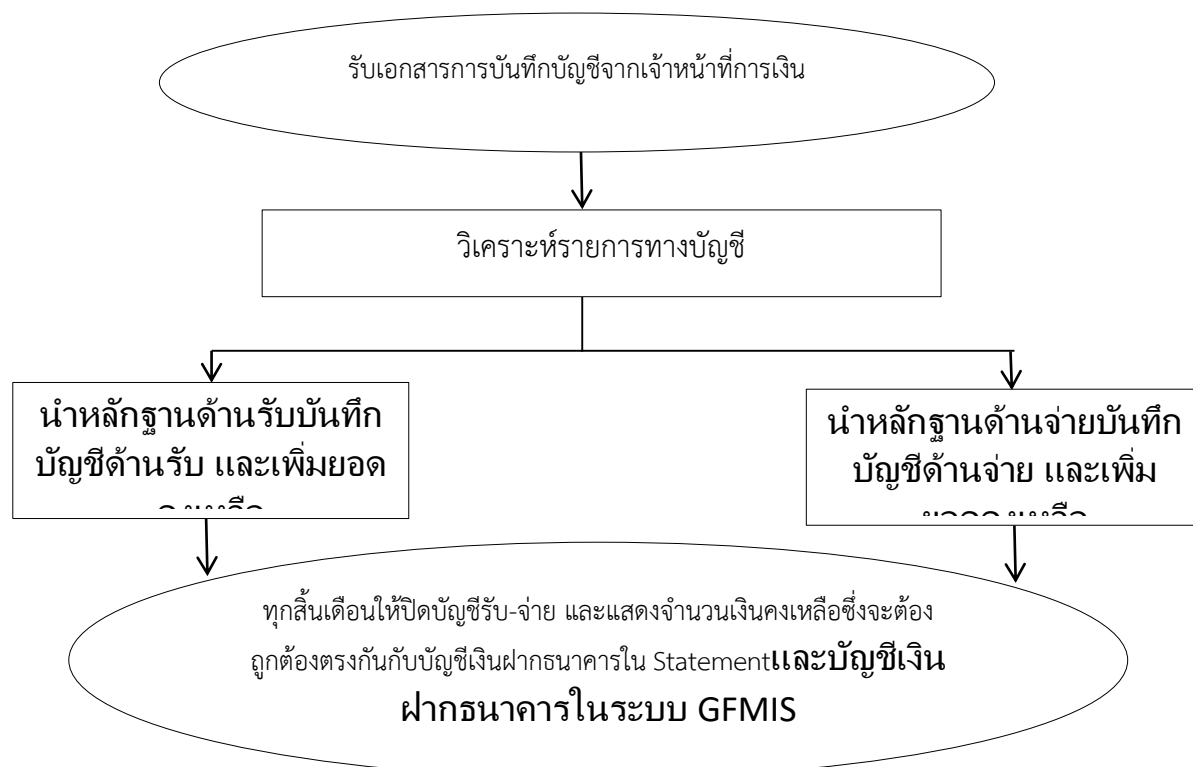 รับเอกสารการบันทึกบัญชีจากเจ้าหน้าที่การเงิน
วิเคราะห์รายการทางบัญชี
นำหลักฐานด้านรับบันทึก
บัญชีด้านรับ และเพิ่มยอด
นำหลักฐานด้านจ่ายบันทึก
บัญชีด้านจ่าย และเพิ่ม
ทุกสิ้นเดือนให้ปิดบัญชีรับ-จ่าย และแสดงจำนวนเงินคงเหลือซึ่งจะต้อง
ถูกต้องตรงกันกับบัญชีเงินฝากธนาคารใน Statementและบัญชีเงิน
ฝากธนาคารในระบบ GFMIS